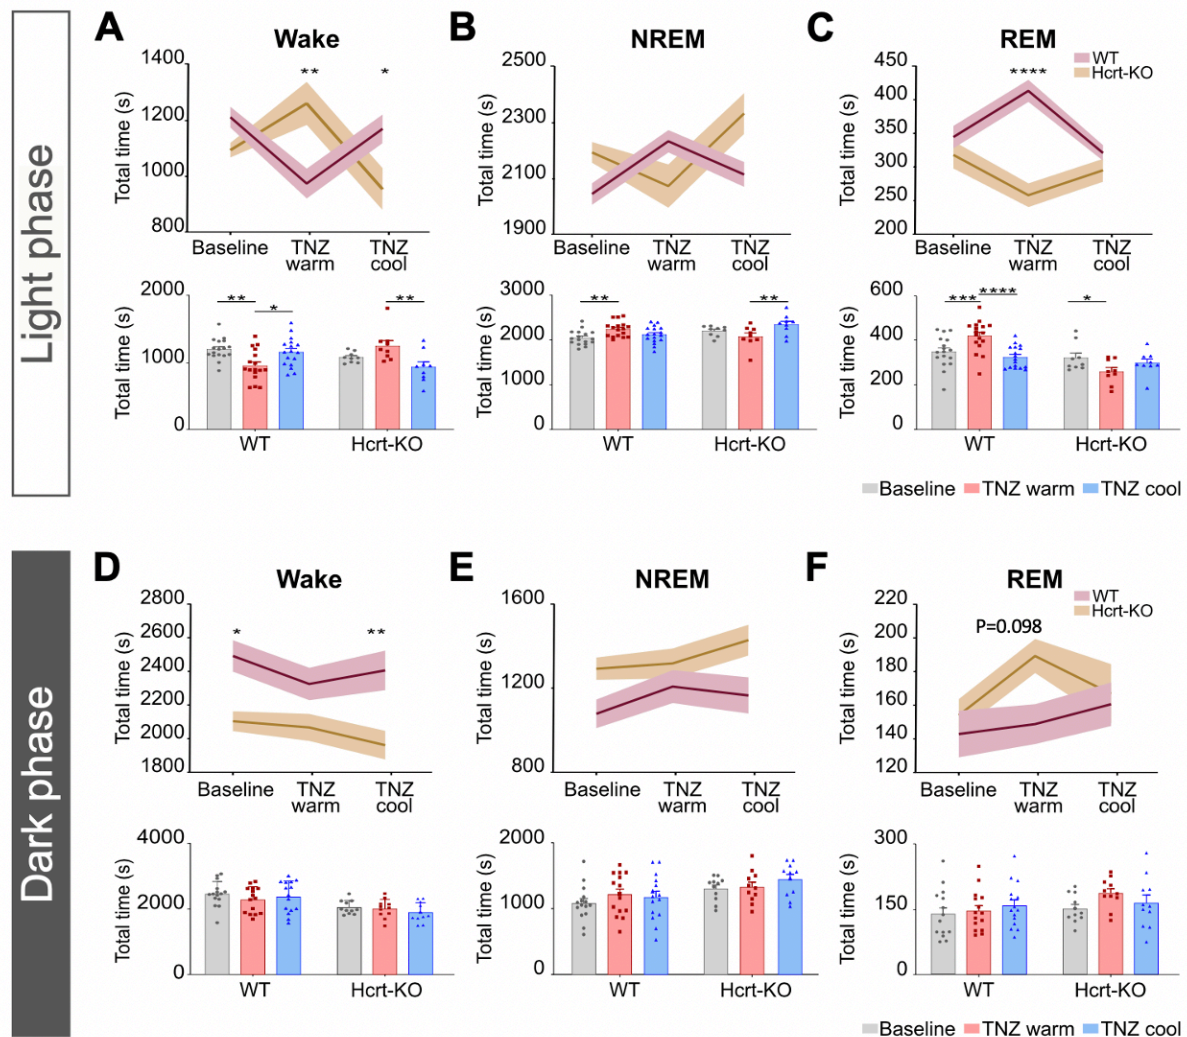 Light phase
A
Wake
Total time (s)
1400
1200
1000
800
**
*
Baseline
TNZ warm
TNZ cool
Total time (s)
2000
1000
0
**
*
**
WT
Hcrt-KO
B
NREM
Total time (s)
2500
2300
2100
1900
Baseline
TNZ warm
TNZ cool
Total time (s)
3000
2000
1000
0
**
**
WT
Hcrt-KO
C
REM
WT
Hcrt-KO
Total time (s)
450
400
350
300
250
200
****
Baseline
TNZ warm
TNZ cool
Total time (s)
600
400
200
0
***
****
*
WT
Hcrt-KO
Baseline TNZ warm TNZ cool
Dark phase
D
Wake
Total time (s)
2800
2600
2400
2200
2000
1800
*
**
Baseline
TNZ warm
TNZ cool
Total time (s)
4000
2000
0
WT
Hcrt-KO
E
NREM
Total time (s)
1600
1200
800
Baseline
TNZ warm
TNZ cool
Total time (s)
2000
1000
0
WT
Hcrt-KO
F
REM
WT
Hcrt-KO
Total time (s)
220
200
180
160
140
120
P=0.098
Baseline
TNZ warm
TNZ cool
Total time (s)
300
150
0
WT
Hcrt-KO
Baseline TNZ warm TNZ cool